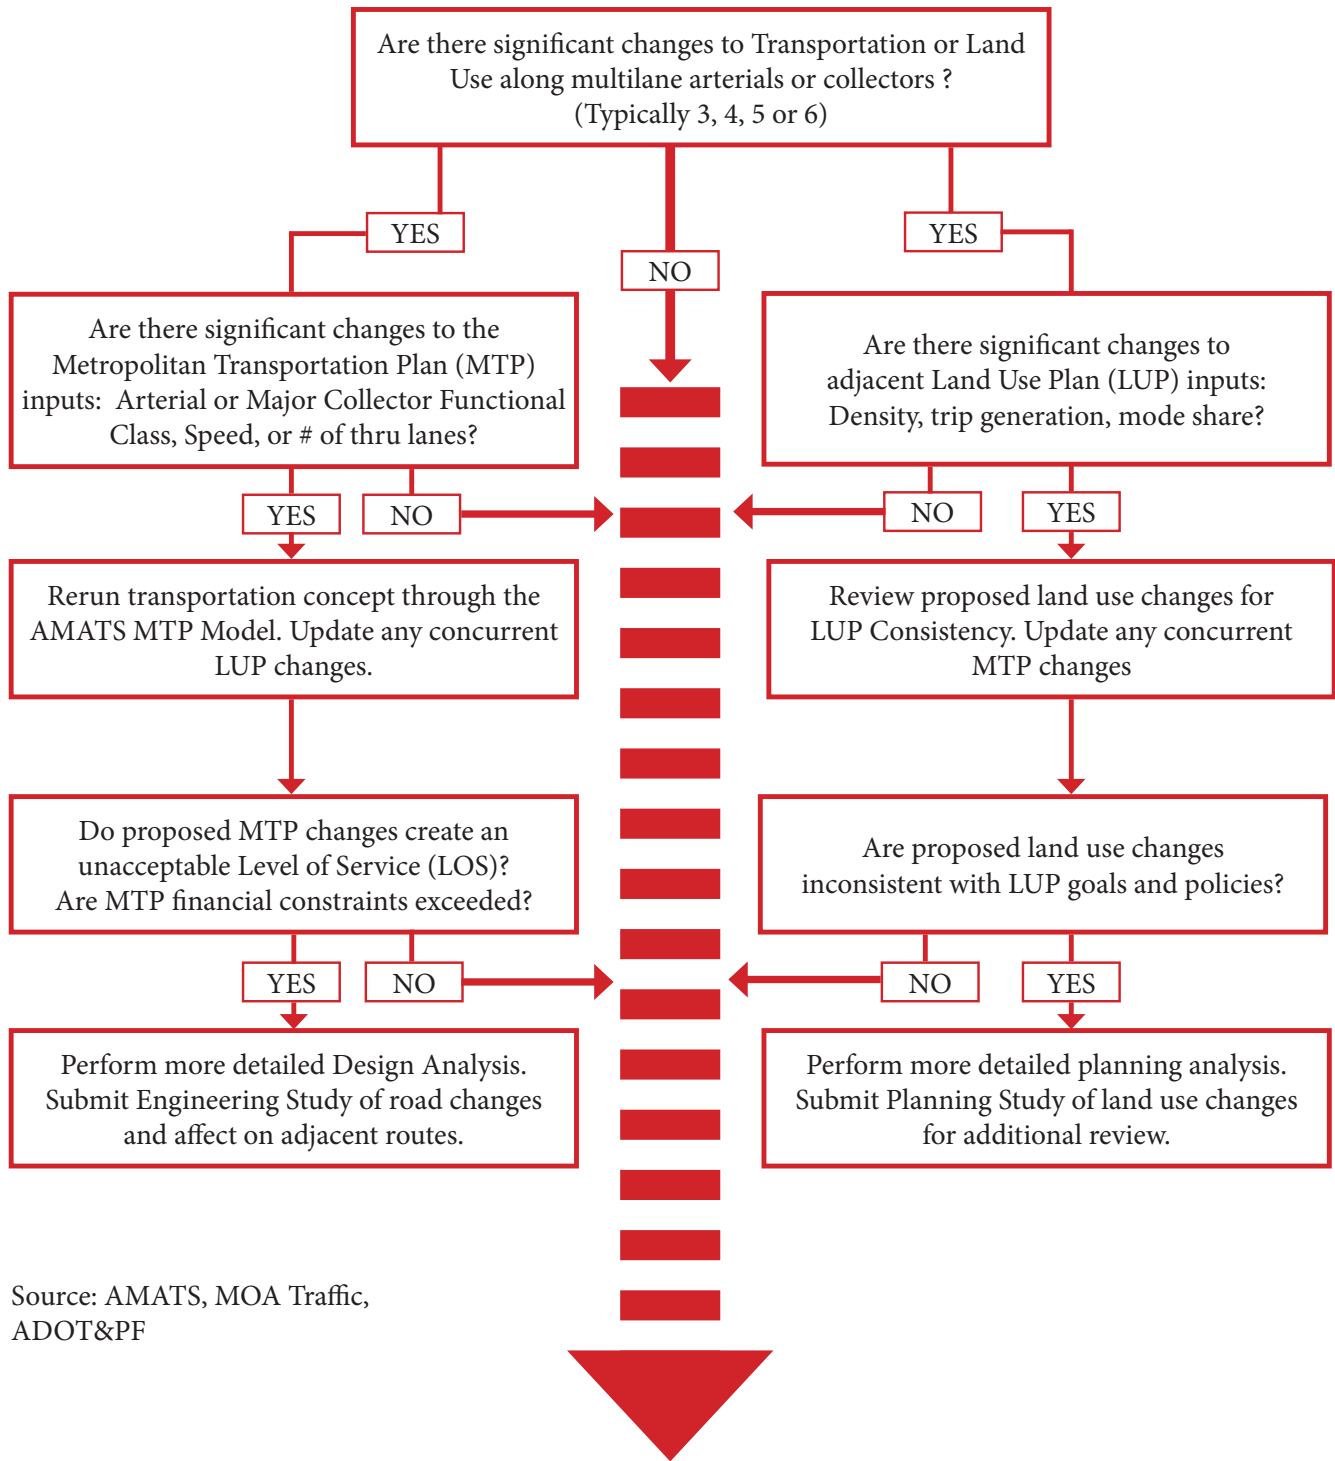 Are there significant changes to Transportation or Land
Use along multilane arterials or collectors ?
(Typically 3, 4, 5 or 6)
YES
NO
YES
Are there significant changes to the
Metropolitan Transportation Plan (MTP)
inputs: Arterial or Major Collector Functional
Class, Speed, or # of thru lanes?
Are there significant changes to
adjacent Land Use Plan (LUP) inputs:
Density, trip generation, mode share?
YES
NO
NO
YES
Rerun transportation concept through the
AMATS MTP Model. Update any concurrent
LUP changes.
Review proposed land use changes for
LUP Consistency. Update any concurrent
MTP changes
Do proposed MTP changes create an
unacceptable Level of Service (LOS)?
Are MTP financial constraints exceeded?
Are proposed land use changes
inconsistent with LUP goals and policies?
YES
NO
NO
YES
Perform more detailed Design Analysis.
Submit Engineering Study of road changes
and affect on adjacent routes.
Perform more detailed planning analysis.
Submit Planning Study of land use changes
for additional review.
Source: AMATS, MOA Traffic,
ADOT&PF